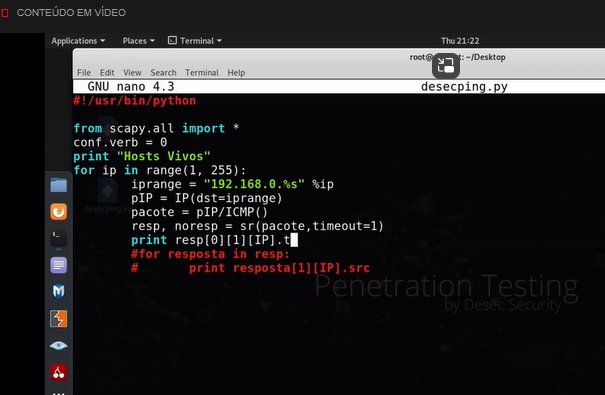 CONTEÚDO EM VÍDEO
Applications Places Terminal Thu 21:22
root@ t: ~/Desktop
File Edit View Search Terminal Help
GNU nano 4.3 desecping.py
#!/usr/bin/python
from scapy.all import *
conf.verb = 0
print "Hosts Vivos"
for ip in range(1, 255):
iprange = "192.168.0.%s" %ip
pIP = IP(dst=iprange)
pacote = pIP/ICMP()
resp, noresp = sr(pacote,timeout=1)
print resp[0][1][IP].t
#for resposta in resp:
# print resposta[1][IP].src
Penetration Testing
by Desec Security